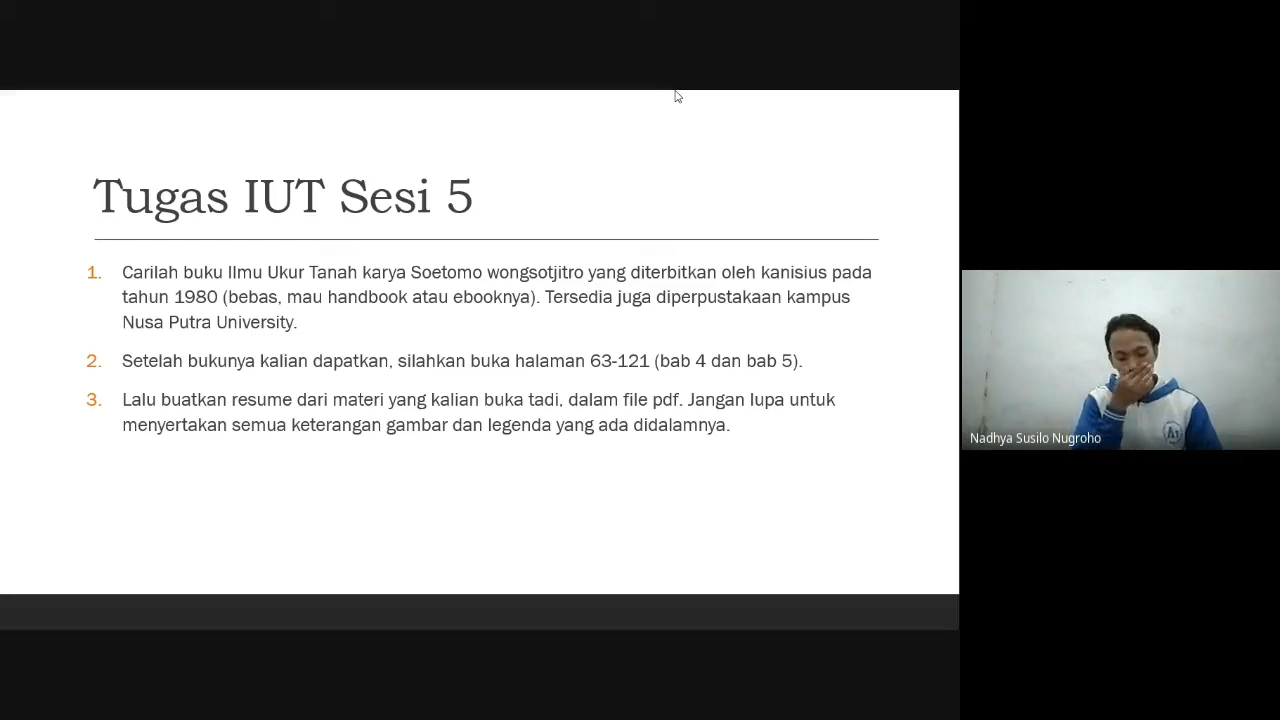 Tugas IUT Sesi 5
1. Carilah buku Ilmu Ukur Tanah karya Soetomo wongsotjitro yang diterbitkan oleh kanisius pada
tahun 1980 (bebas, mau handbook atau ebooknya). Tersedia juga diperpustakaan kampus
Nusa Putra University.
2. Setelah bukunya kalian dapatkan, silahkan buka halaman 63-121 (bab 4 dan bab 5).
3. Lalu buatkan resume dari materi yang kalian buka tadi, dalam file pdf. Jangan lupa untuk
menyertakan semua keterangan gambar dan legenda yang ada didalamnya.
Nadhya Susilo Nugroho